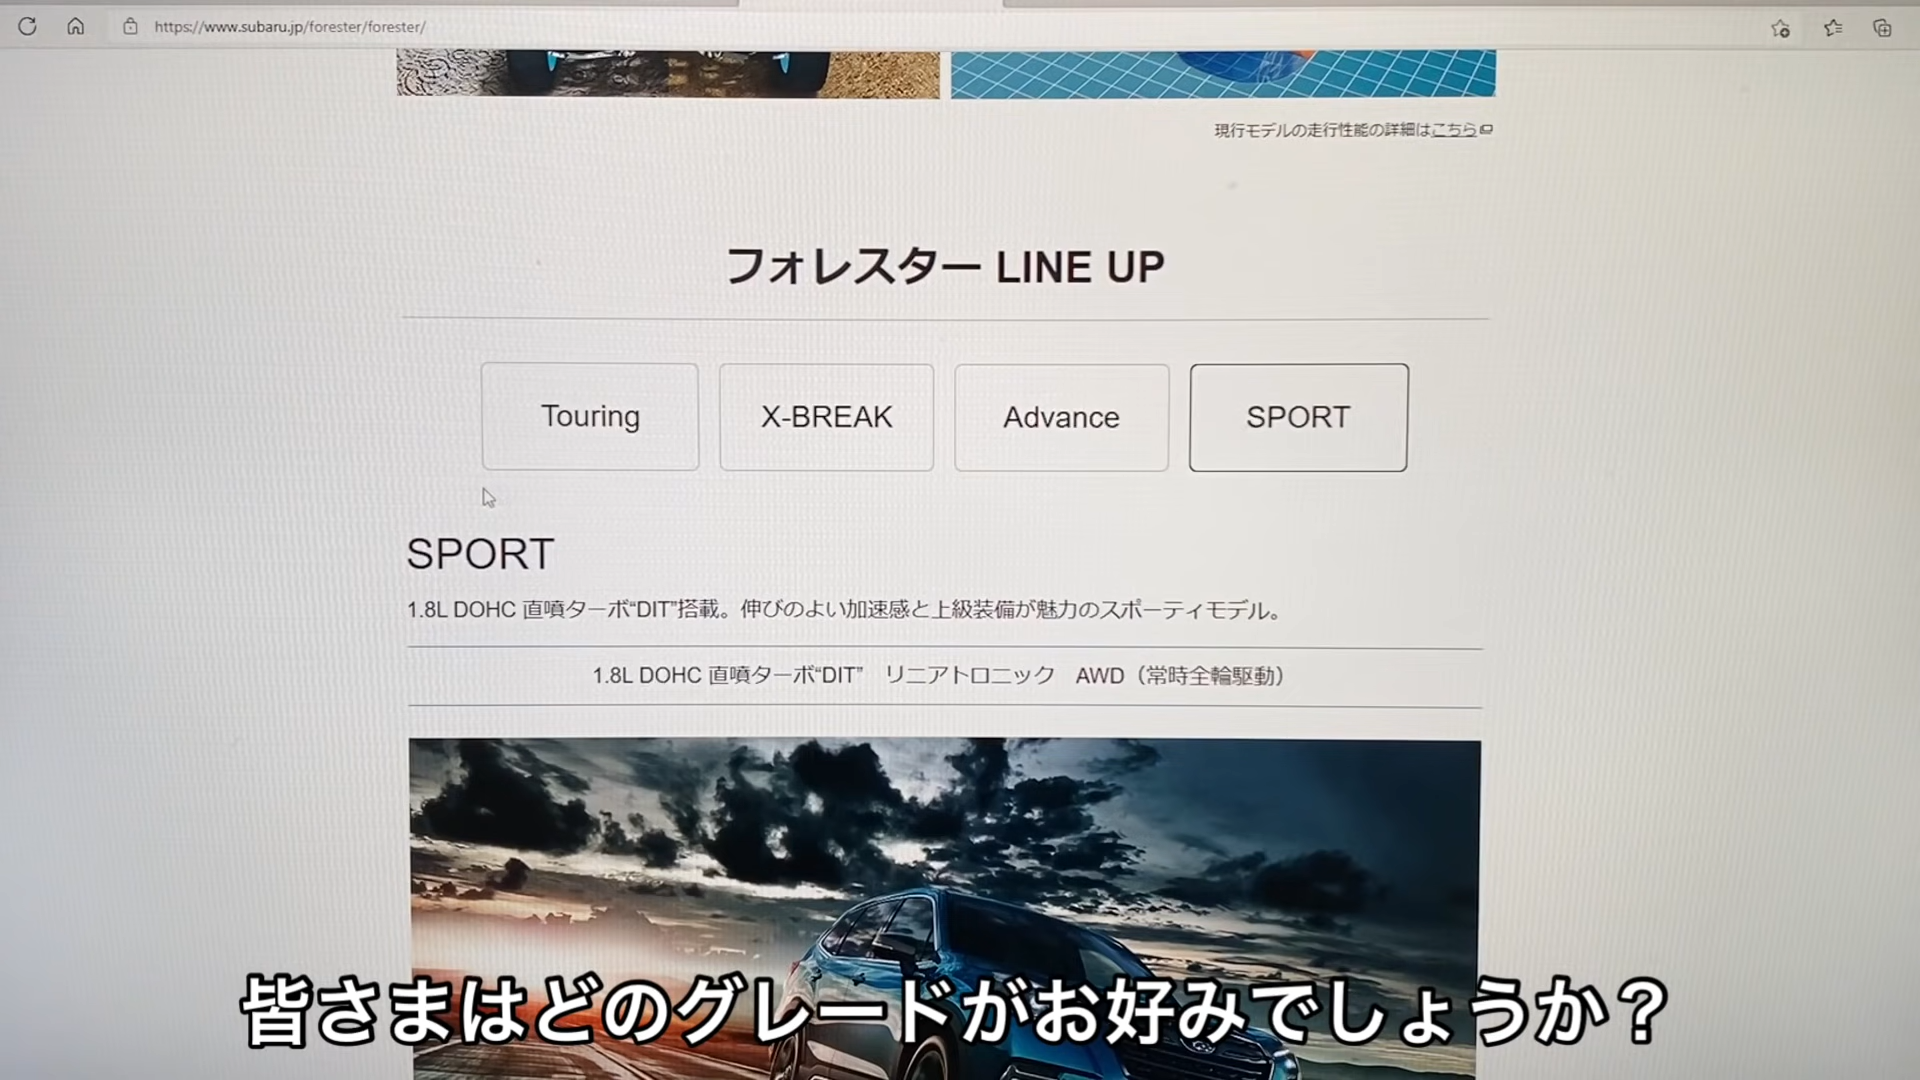 https://www.subaru.jp/forester/forester/
現行モデルの走行性能の詳細はこちら
フォレスター LINE UP
Touring
X-BREAK
Advance
SPORT
SPORT
1.8L DOHC 直噴ターボ“DIT”搭載。伸びのよい加速感と上級装備が魅力のスポーティモデル。
1.8L DOHC 直噴ターボ“DIT” リニアトロニック AWD（常時全輪駆動）
皆さまはどのグレードがお好みでしょうか？